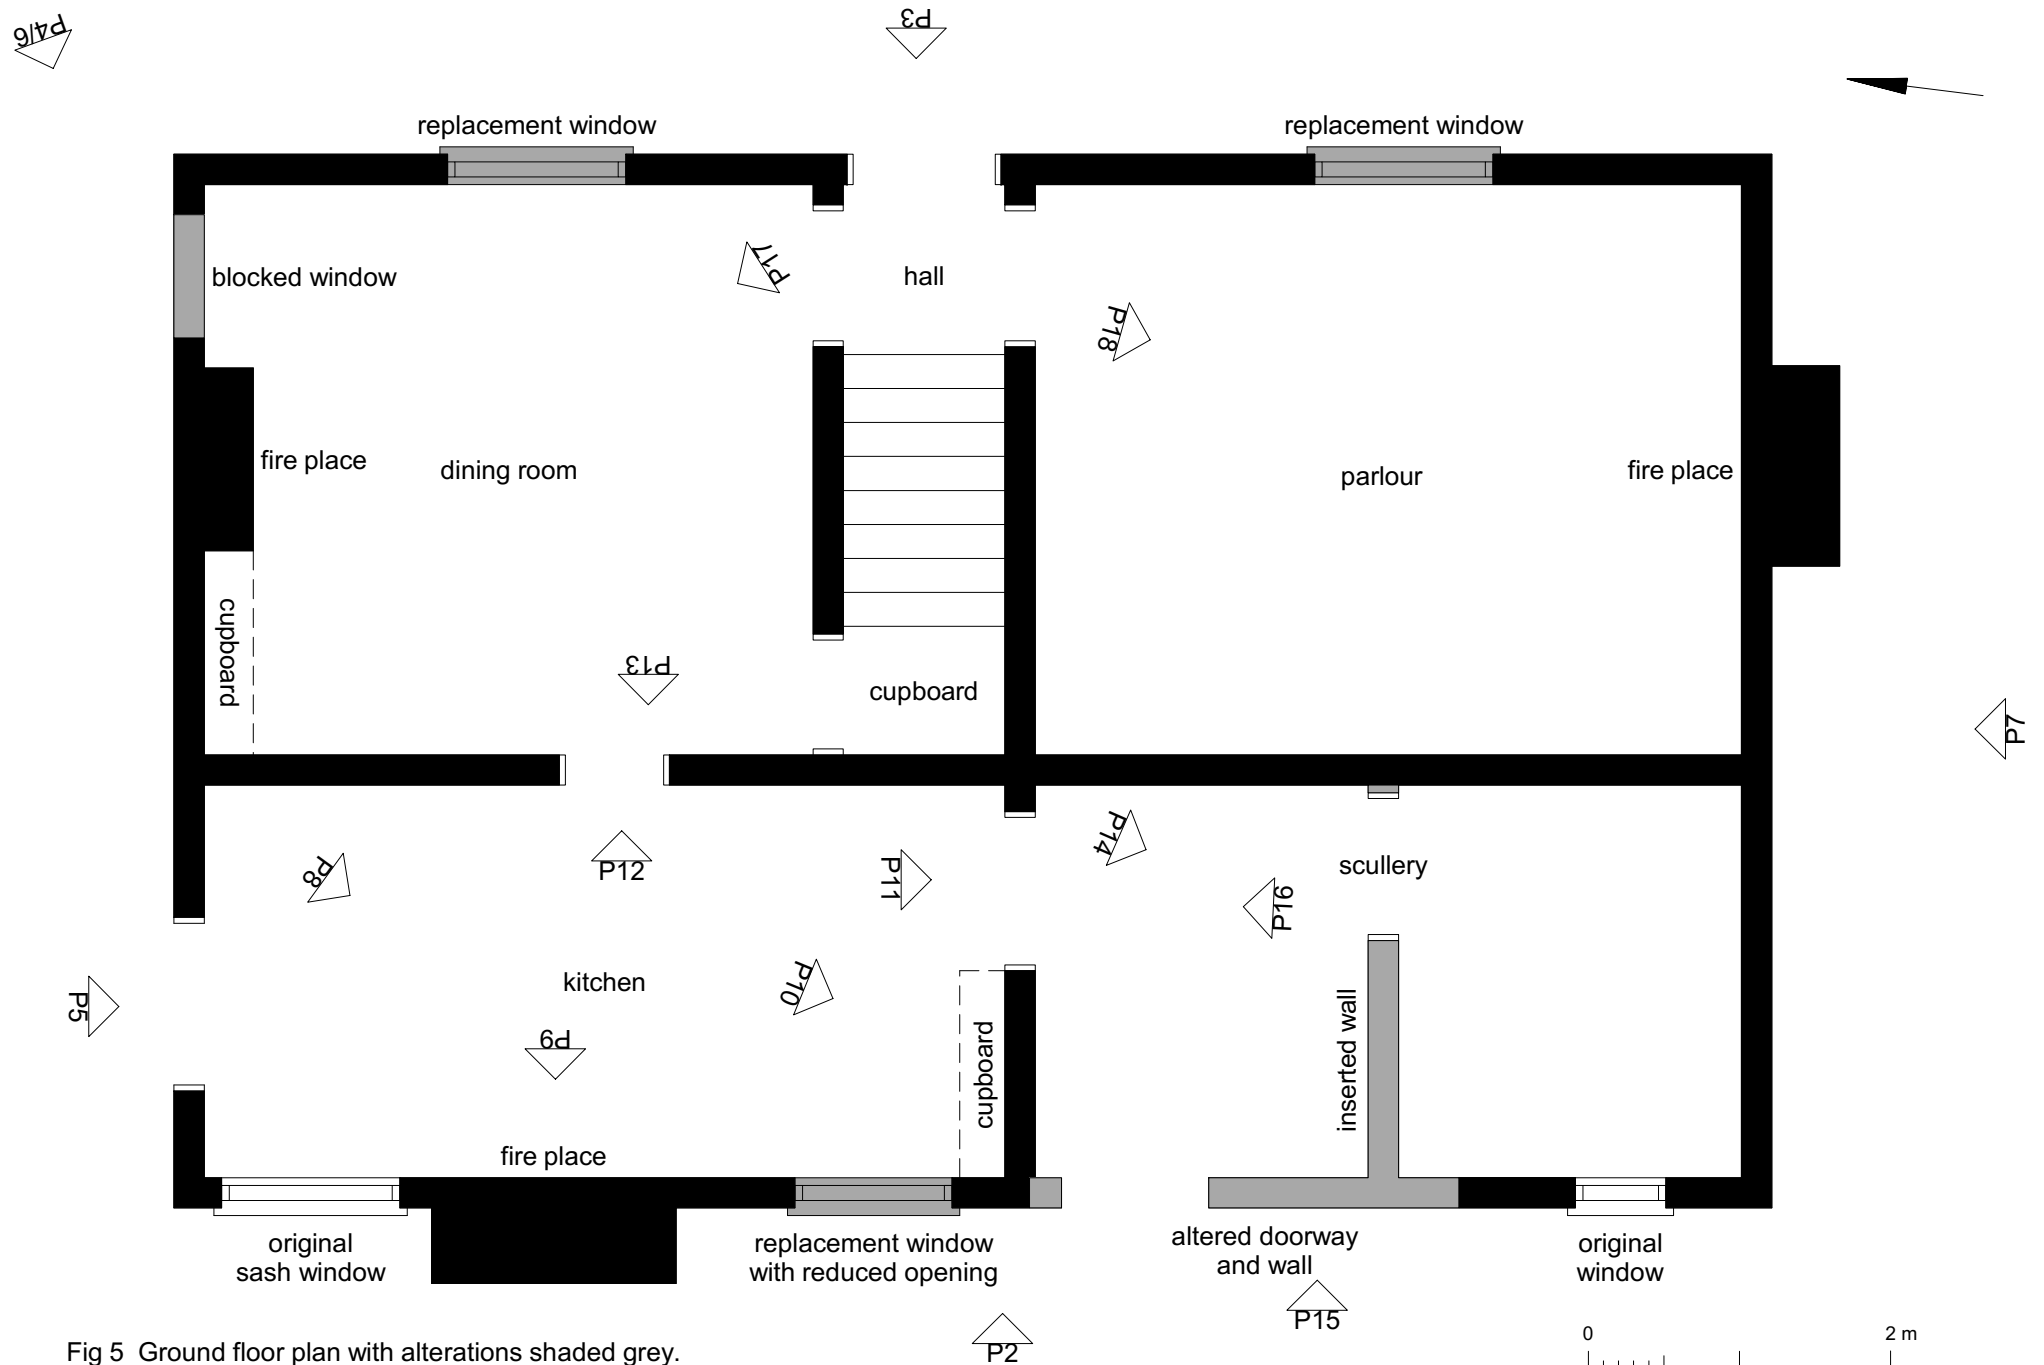 P4/6
P3
replacement window
replacement window
blocked window
P17
hall
P18
fire place
dining room
parlour
fire place
cupboard
P13
cupboard
P7
P8
P12
P11
P14
scullery
P16
P5
kitchen
P10
P9
cupboard
inserted wall
fire place
original
sash window
replacement window
with reduced opening
altered doorway
and wall
original
window
P15
P2
0
2 m
Fig 5 Ground floor plan with alterations shaded grey.